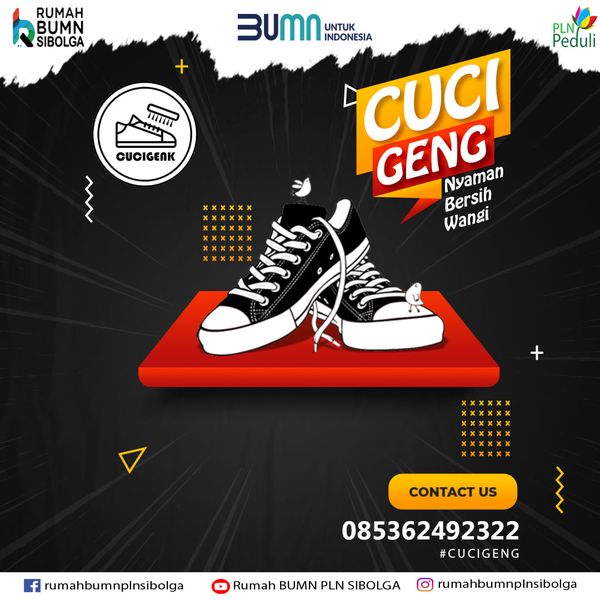 RUMAH
BUMN
SIBOLGA
BUMN UNTUK
INDONESIA
PLN
Peduli
CUCIGENK
CUCI
GENG
Nyaman
Bersih
Wangi
CONTACT US
085362492322
#CUCIGENG
rumahbumnplnsibolga
Rumah BUMN PLN SIBOLGA
rumahbumnplnsibolga